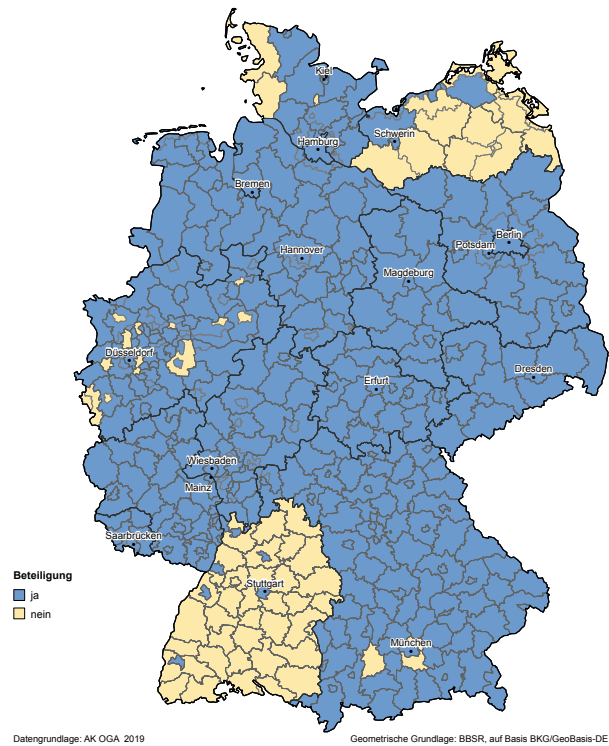 Kiel
Schwerin
Hamburg
Bremen
Berlin
Potsdam
Hannover
Magdeburg
Düsseldorf
Dresden
Erfurt
Wiesbaden
Mainz
Saarbrücken
Stuttgart
München
Beteiligung
ja
nein
Datengrundlage: AK OGA 2019
Geometrische Grundlage: BBSR, auf Basis BKG/GeoBasis-DE